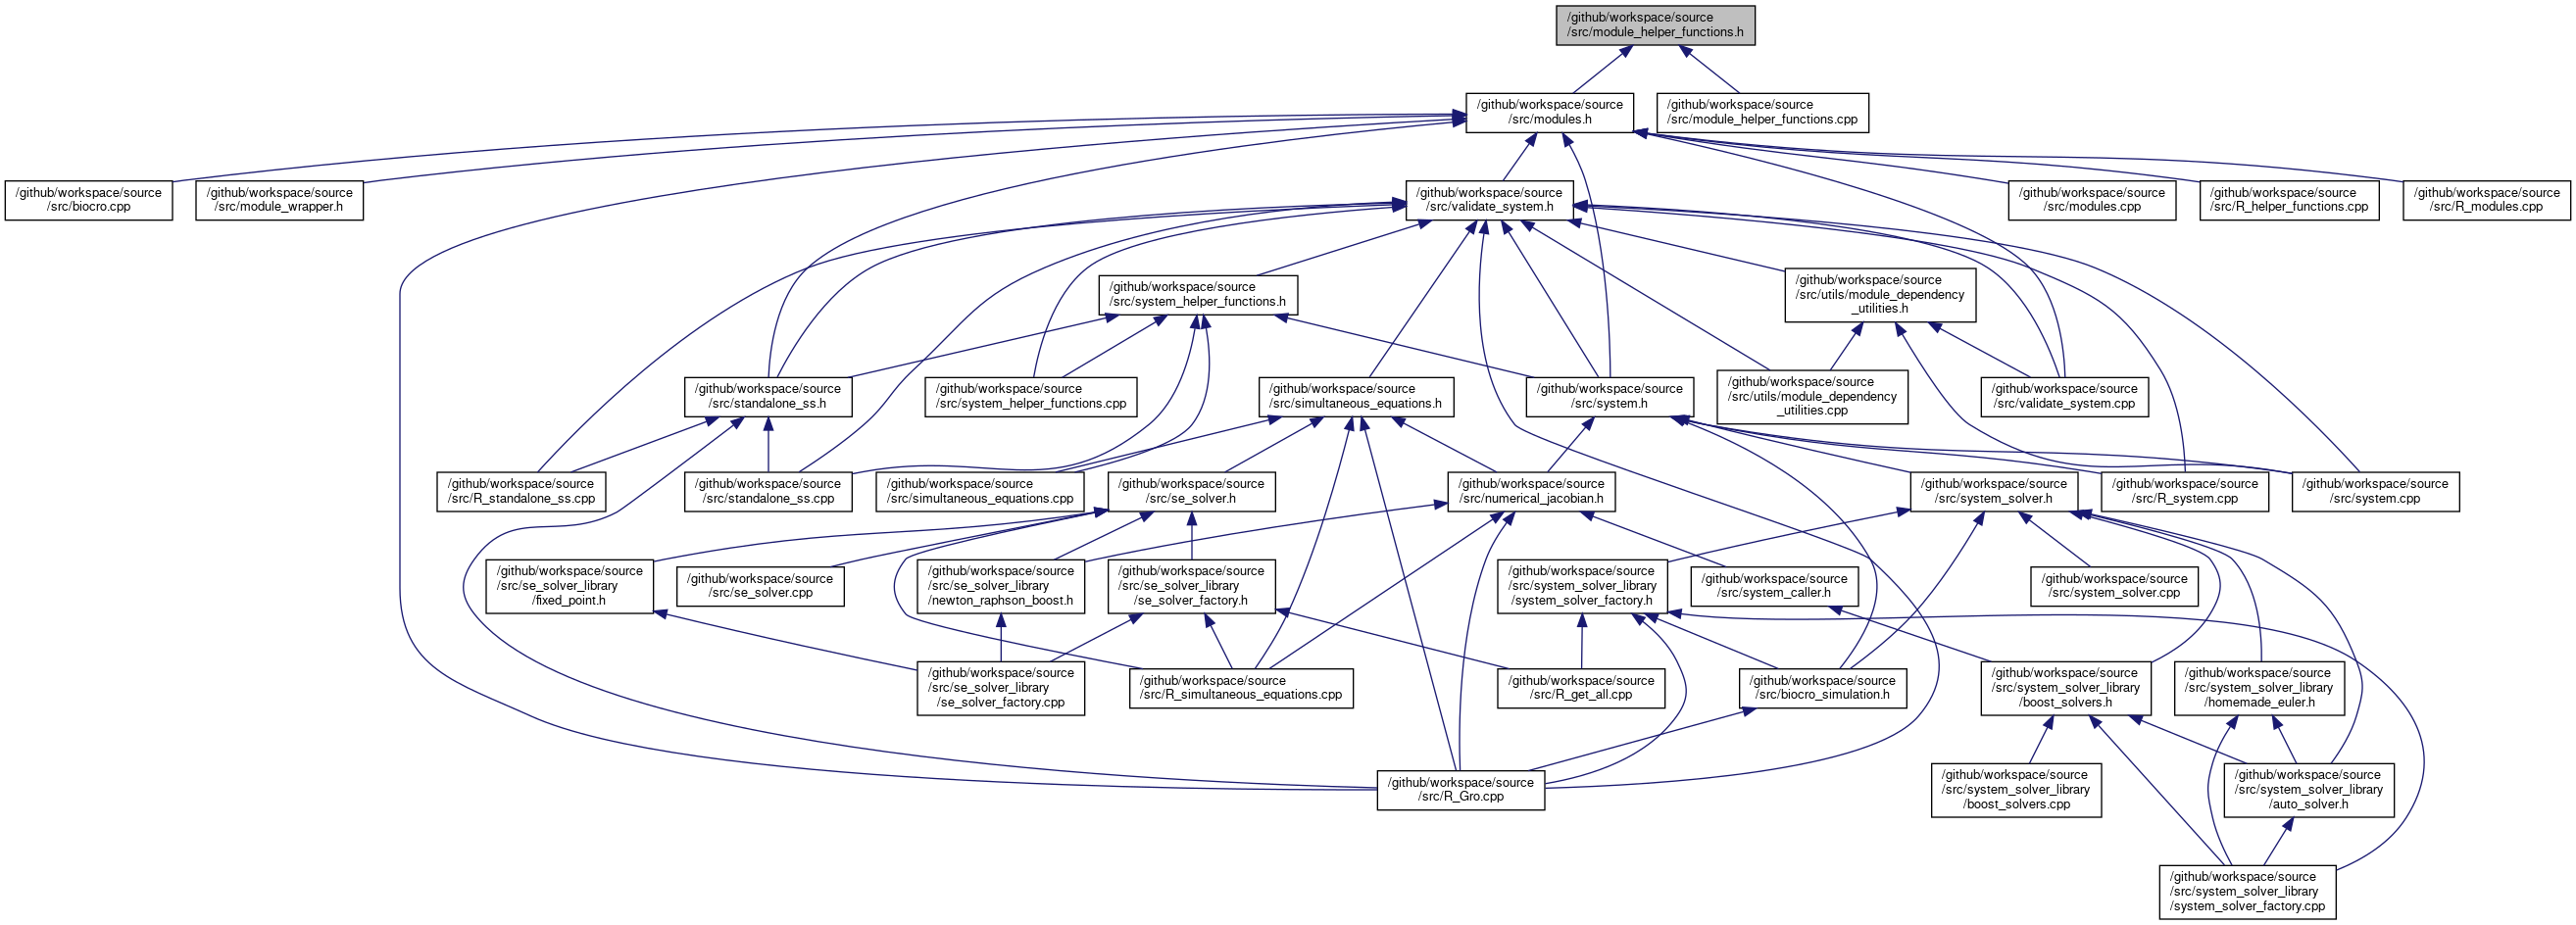 /github/workspace/source
/src/module_helper_functions.h
/github/workspace/source
/src/modules.h
/github/workspace/source
/src/module_helper_functions.cpp
/github/workspace/source
/src/biocro.cpp
/github/workspace/source
/src/module_wrapper.h
/github/workspace/source
/src/validate_system.h
/github/workspace/source
/src/modules.cpp
/github/workspace/source
/src/R_helper_functions.cpp
/github/workspace/source
/src/R_modules.cpp
/github/workspace/source
/src/system_helper_functions.h
/github/workspace/source
/src/utils/module_dependency
_utilities.h
/github/workspace/source
/src/standalone_ss.h
/github/workspace/source
/src/system_helper_functions.cpp
/github/workspace/source
/src/simultaneous_equations.h
/github/workspace/source
/src/system.h
/github/workspace/source
/src/utils/module_dependency
_utilities.cpp
/github/workspace/source
/src/validate_system.cpp
/github/workspace/source
/src/R_standalone_ss.cpp
/github/workspace/source
/src/standalone_ss.cpp
/github/workspace/source
/src/simultaneous_equations.cpp
/github/workspace/source
/src/se_solver.h
/github/workspace/source
/src/numerical_jacobian.h
/github/workspace/source
/src/system_solver.h
/github/workspace/source
/src/R_system.cpp
/github/workspace/source
/src/system.cpp
/github/workspace/source
/src/se_solver_library
/fixed_point.h
/github/workspace/source
/src/se_solver.cpp
/github/workspace/source
/src/se_solver_library
/newton_raphson_boost.h
/github/workspace/source
/src/se_solver_library
/se_solver_factory.h
/github/workspace/source
/src/system_solver_library
/system_solver_factory.h
/github/workspace/source
/src/system_caller.h
/github/workspace/source
/src/system_solver.cpp
/github/workspace/source
/src/se_solver_library
/se_solver_factory.cpp
/github/workspace/source
/src/R_simultaneous_equations.cpp
/github/workspace/source
/src/R_get_all.cpp
/github/workspace/source
/src/biocro_simulation.h
/github/workspace/source
/src/system_solver_library
/boost_solvers.h
/github/workspace/source
/src/system_solver_library
/homemade_euler.h
/github/workspace/source
/src/R_Gro.cpp
/github/workspace/source
/src/system_solver_library
/boost_solvers.cpp
/github/workspace/source
/src/system_solver_library
/auto_solver.h
/github/workspace/source
/src/system_solver_library
/system_solver_factory.cpp